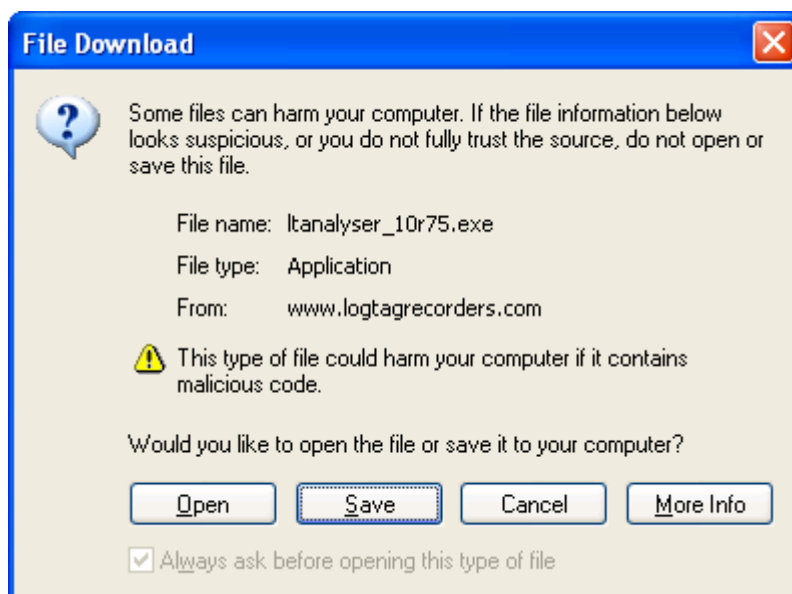 File Download
Some files can harm your computer. If the file information below
looks suspicious, or you do not fully trust the source, do not open or
save this file.
File name: ltanalyser_10r75.exe
File type: Application
From: www.logtagrecorders.com
This type of file could harm your computer if it contains
malicious code.
Would you like to open the file or save it to your computer?
Open Save Cancel More Info
Always ask before opening this type of file